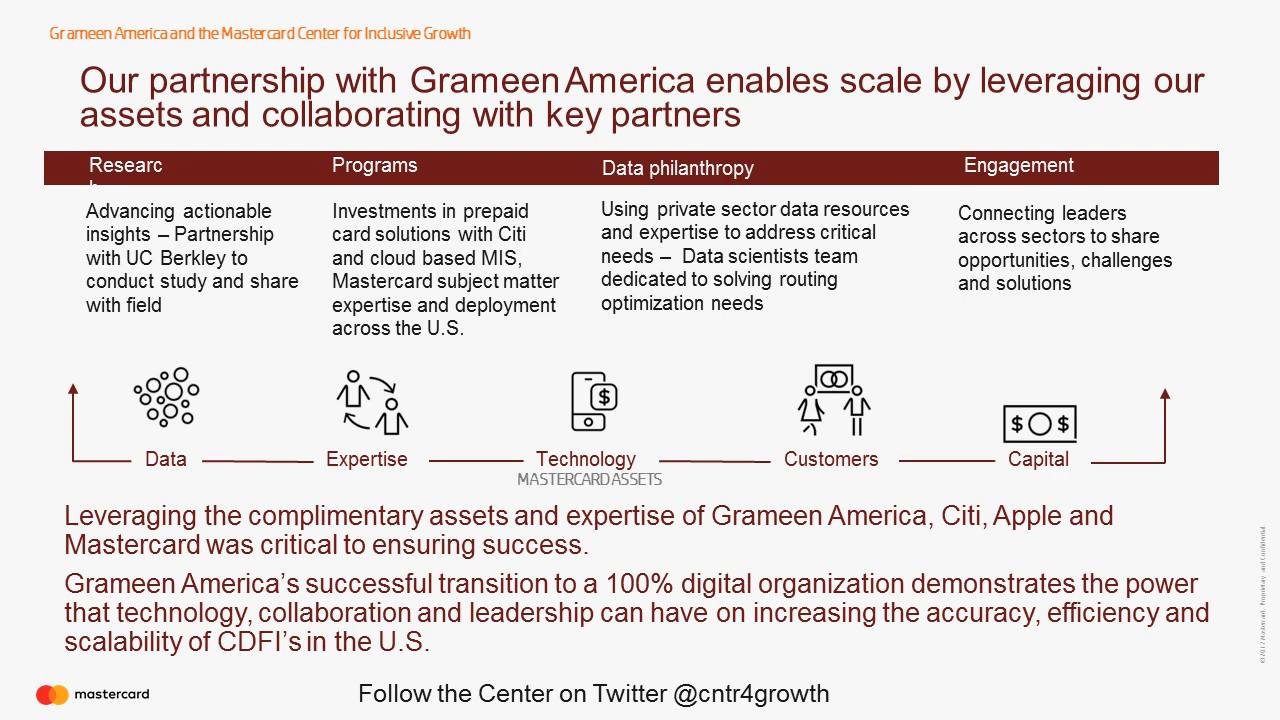 Grameen America and the Mastercard Center for Inclusive Growth
Our partnership with Grameen America enables scale by leveraging our
assets and collaborating with key partners
Researc
h
Programs
Data philanthropy
Engagement
Advancing actionable
insights – Partnership
with UC Berkley to
conduct study and share
with field
Investments in prepaid
card solutions with Citi
and cloud based MIS,
Mastercard subject matter
expertise and deployment
across the U.S.
Using private sector data resources
and expertise to address critical
needs – Data scientists team
dedicated to solving routing
optimization needs
Connecting leaders
across sectors to share
opportunities, challenges
and solutions
$
$ $
Data
Expertise
Technology
Customers
Capital
MASTERCARD ASSETS
Leveraging the complimentary assets and expertise of Grameen America, Citi, Apple and
Mastercard was critical to ensuring success.
Grameen America's successful transition to a 100% digital organization demonstrates the power
that technology, collaboration and leadership can have on increasing the accuracy, efficiency and
scalability of CDFI's in the U.S.
©2017 Mastercard. Proprietary and Confidential.
mastercard
Follow the Center on Twitter @cntr4growth